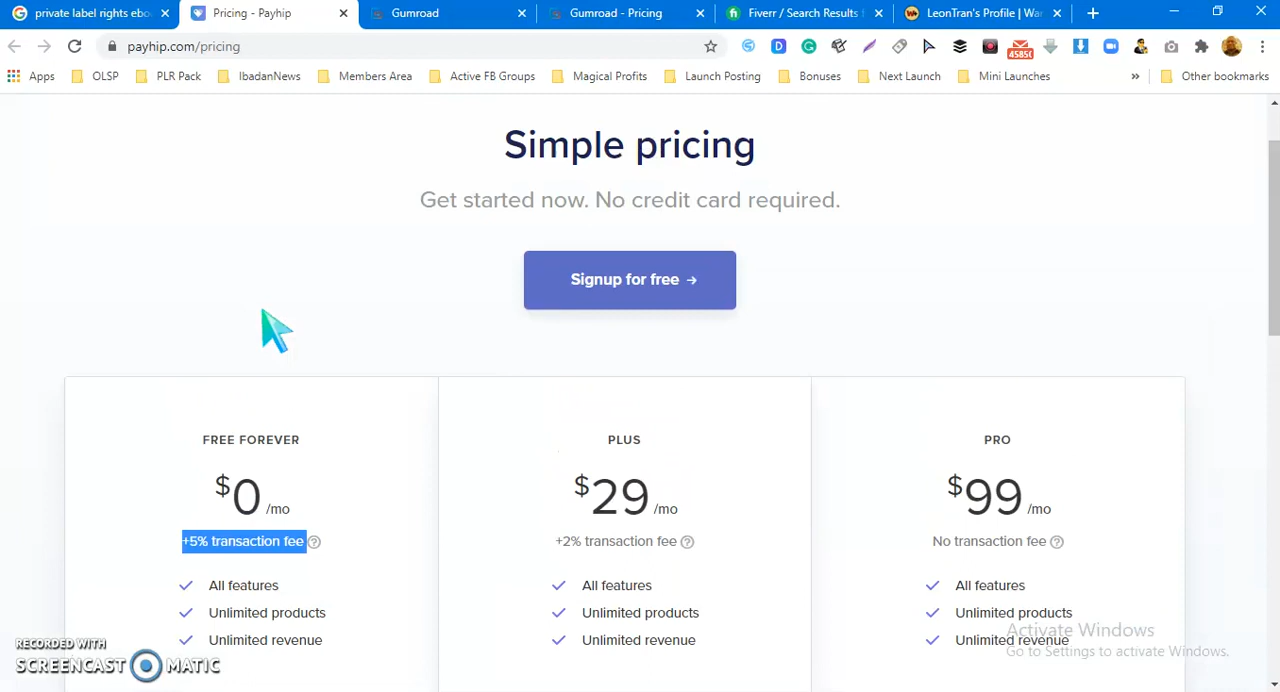 private label rights ebo
Pricing - Payhip
Gumroad
Gumroad - Pricing
Fiverr / Search Results
LeonTran's Profile | Wa
payhip.com/pricing
4585(
Apps
OLSP
PLR Pack
IbadanNews
Members Area
Active FB Groups
Magical Profits
Launch Posting
Bonuses
Next Launch
Mini Launches
»
Other bookmarks
Simple pricing
Get started now. No credit card required.
Signup for free →
FREE FOREVER
$0 /mo
+5% transaction fee ?
All features
Unlimited products
Unlimited revenue
PLUS
$29 /mo
+2% transaction fee ?
All features
Unlimited products
Unlimited revenue
PRO
$99 /mo
No transaction fee ?
All features
Unlimited products
Unlimited revenue
Activate Windows
Go to Settings to activate Windows.
RECORDED WITH
SCREENCAST MATIC